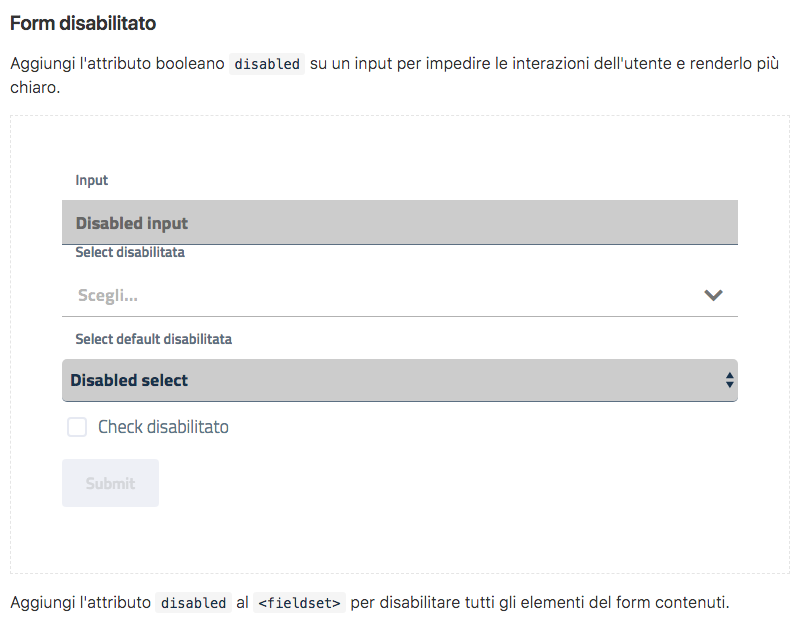 Form disabilitato
Aggiungi l'attributo booleano disabled su un input per impedire le interazioni dell'utente e renderlo più
chiaro.
Input
Disabled input
Select disabilitata
Scegli...
Select default disabilitata
Disabled select
Check disabilitato
Submit
Aggiungi l'attributo disabled al <fieldset> per disabilitare tutti gli elementi del form contenuti.